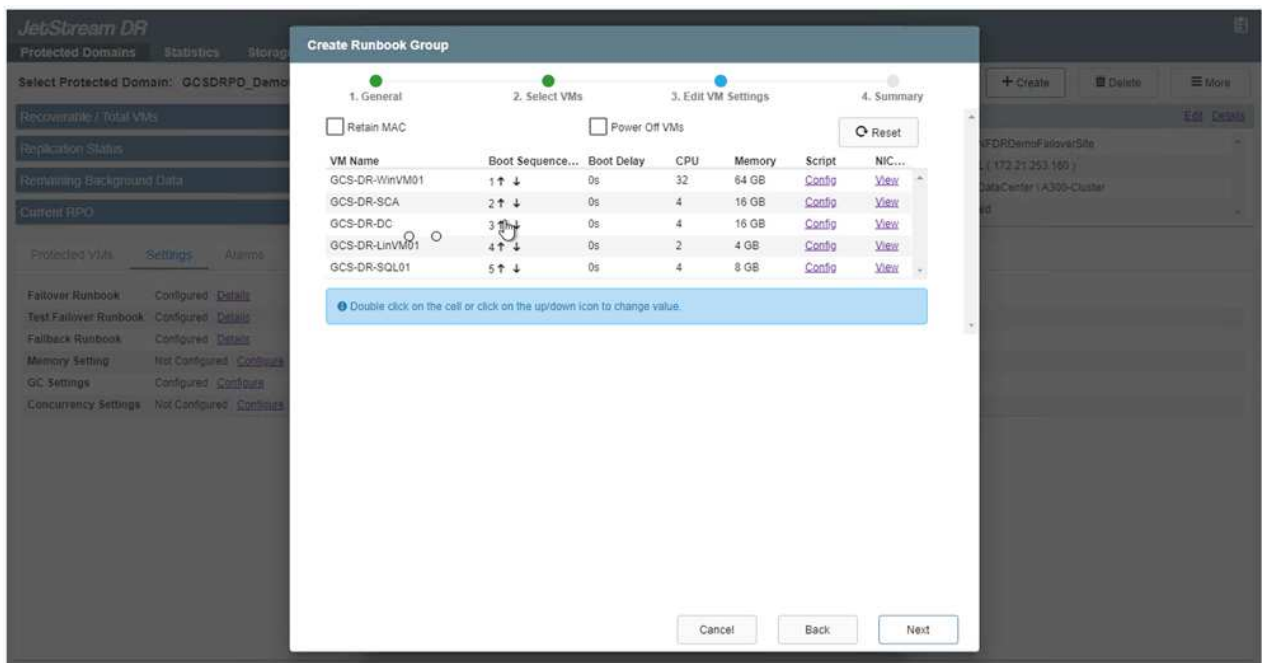 JetStream DR
Protected Domains Statistics Storag
Select Protected Domain: GCSDRPD_Demo
+ Create Delete More
Recoverable / Total VMs
Edit Details
Replication Status
Remaining Background Data
Current RPO
( 172.21.253.160 )
DataCenter \ A300-Cluster
Protected VMs Settings Alarms
Failover Runbook Configured Details
Test Failover Runbook Configured Details
Failback Runbook Configured Details
Memory Setting Not Configured Configure
GC Settings Configured Configure
Concurrency Settings Not Configured Configure
Create Runbook Group
1. General 2. Select VMs 3. Edit VM Settings 4. Summary
Retain MAC Power Off VMs Reset
VM Name Boot Sequence... Boot Delay CPU Memory Script NIC...
GCS-DR-WinVM01 1 ↑ ↓ 0s 32 64 GB Config View
GCS-DR-SCA 2 ↑ ↓ 0s 4 16 GB Config View
GCS-DR-DC 3 ↑ ↓ 0s 4 16 GB Config View
GCS-DR-LinVM01 4 ↑ ↓ 0s 2 4 GB Config View
GCS-DR-SQL01 5 ↑ ↓ 0s 4 8 GB Config View
Double click on the cell or click on the up/down icon to change value.
Cancel Back Next